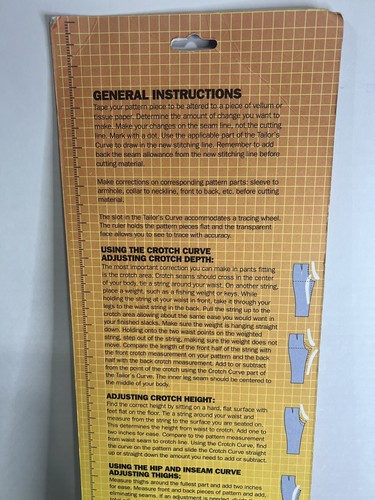 GENERAL INSTRUCTIONS
Tape your pattern piece to be altered to a piece of vellum or
tissue paper. Determine the amount of change you want to
make. Make your changes on the seam line, not the cutting
line. Mark with a dot. Use the applicable part of the Tailor's
Curve to draw in the new stitching line. Remember to add
back the seam allowance from the new stitching line before
cutting material.
Make corrections on corresponding pattern parts: sleeve to
armhole, collar to neckline, front to back, etc. before cutting
material.
The slot in the Tailor's Curve accommodates a tracing wheel.
The ruler holds the pattern pieces flat and the transparent
face allows you to see to trace with accuracy.
USING THE CROTCH CURVE
ADJUSTING CROTCH DEPTH:
The most important correction you can make in pants fitting
is the crotch area. Crotch seams should cross in the center
of your body, tie a string around your waist. On another string,
place a weight, such as a fishing weight or keys. While
holding the string at your waist in front, take it through your
legs to the waist string in the back. Pull the string up to the
crotch area allowing about the same ease you would want in
your finished slacks. Make sure the weight is hanging straight
down. Holding onto the two waist points on the weighted
string, step out of the string, making sure the weight does not
move. Compare the length of the front half of the string with
the front crotch measurement on your pattern and the back
half with the back crotch measurement. Add to or subtract
from the point of the crotch using the Crotch Curve part of
the Tailor's Curve. The inner leg seam should be centered to
the middle of your body.
ADJUSTING CROTCH HEIGHT:
Find the correct height by sitting on a hard, flat surface with
feet flat on the floor. Tie a string around your waist and
measure from the string to the surface you are seated on.
This determines the height from waist to crotch. Add one to
two inches for ease. Compare to the pattern measurement
from waist seam to crotch line. Using the Crotch Curve, find
the curve on the pattern and slide the Crotch Curve straight
up or straight down the amount you need to add or subtract.
USING THE HIP AND INSEAM CURVE
ADJUSTING THIGHS:
Measure thighs around the fullest part and add two inches
for ease. Measure front and back pieces of pattern and add,
eliminating seams. If an adjustment is